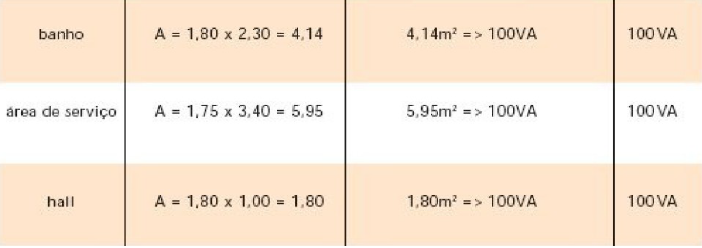 banho A = 1,80 x 2,30 = 4,14 4,14m² => 100VA 100VA
área de serviço A = 1,75 x 3,40 = 5,95 5,95m² => 100VA 100VA
hall A = 1,80 x 1,00 = 1,80 1,80m² => 100VA 100VA